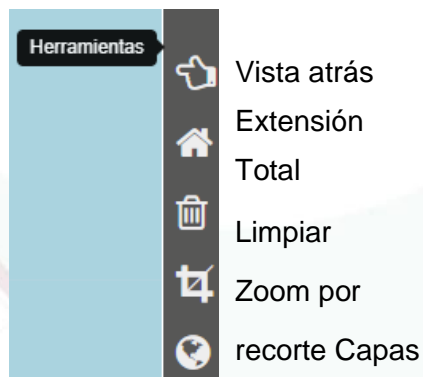 Herramientas
Vista atrás
Extensión
Total
Limpiar
Zoom por
recorte Capas